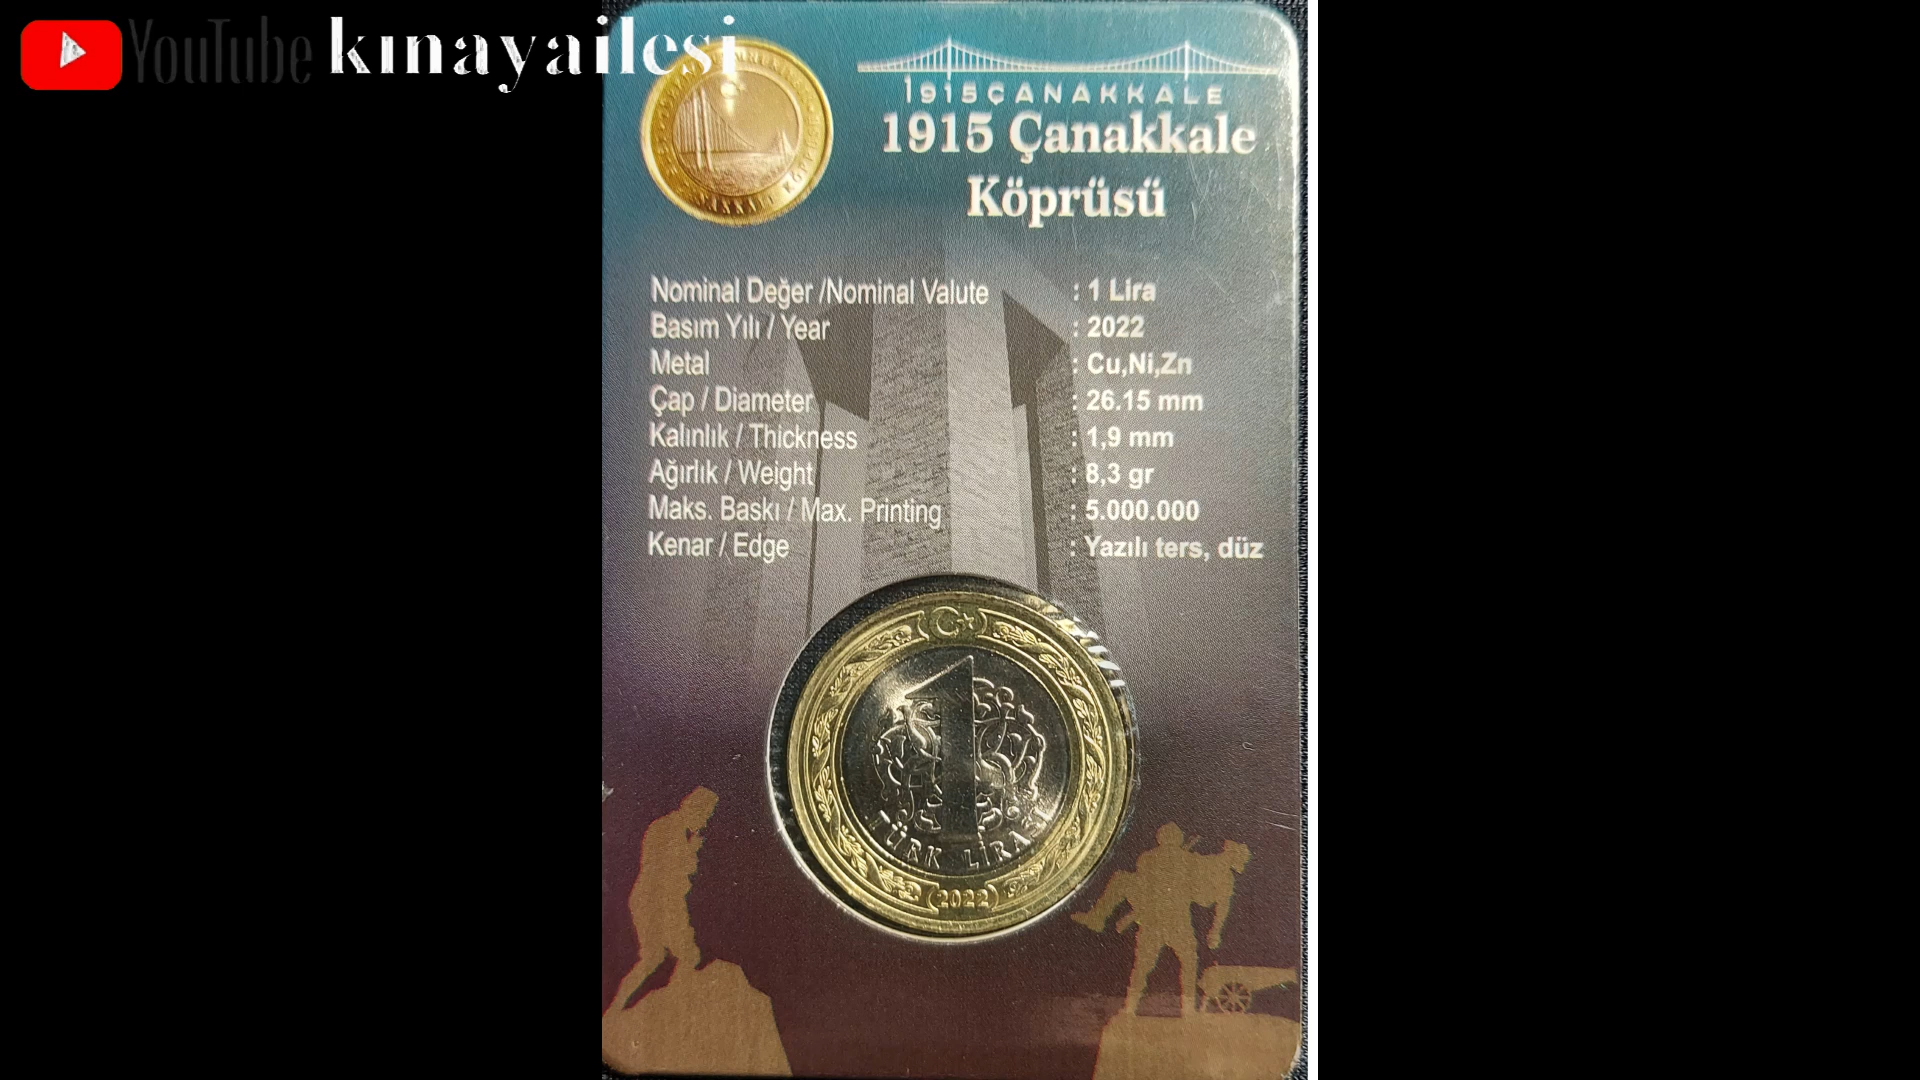 YouTube kınayailesi
1915ÇANAKKALE
1915 Çanakkale
Köprüsü
Nominal Değer /Nominal Valute : 1 Lira
Basım Yılı / Year : 2022
Metal : Cu,Ni,Zn
Çap / Diameter : 26.15 mm
Kalınlık / Thickness : 1,9 mm
Ağırlık / Weight : 8,3 gr
Maks. Baskı / Max. Printing : 5.000.000
Kenar / Edge : Yazılı ters, düz
1
TÜRK LİRASI
2022